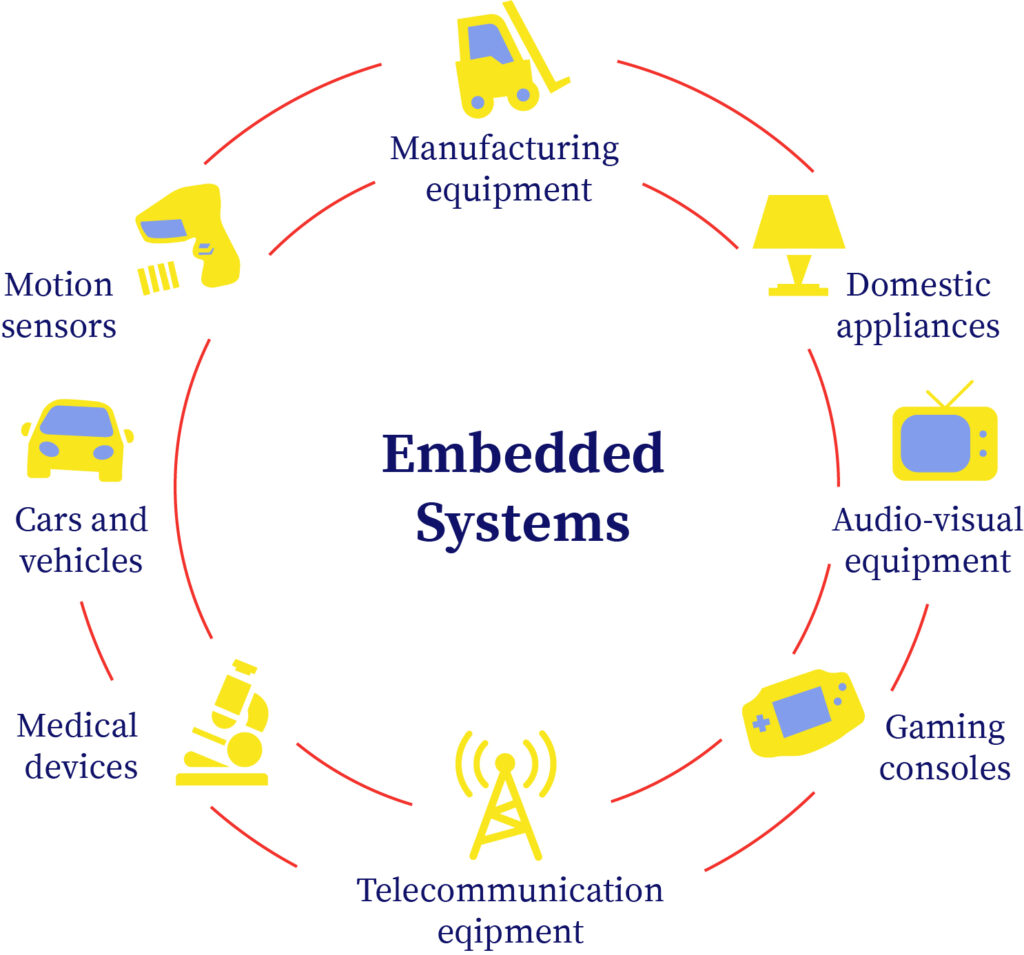 Manufacturing
equipment
Motion
sensors
Domestic
appliances
Embedded
Systems
Cars and
vehicles
Audio-visual
equipment
Medical
devices
Gaming
consoles
Telecommunication
eqipment